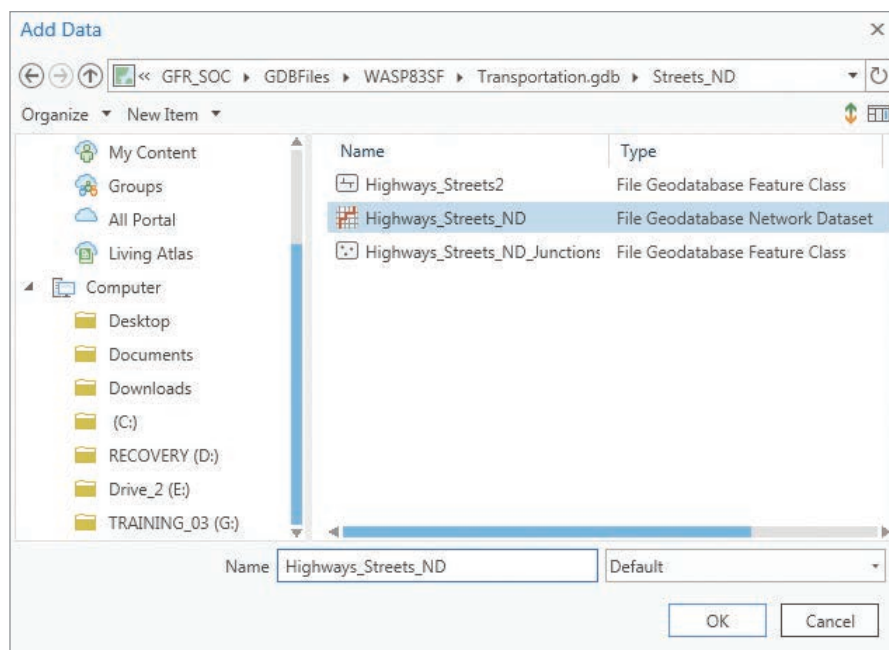 Add Data
« GFR_SOC ▸ GDBFiles ▸ WASP83SF ▸ Transportation.gdb ▸ Streets_ND
Organize New Item
Name Type
My Content
Groups
All Portal
Living Atlas
Computer
Desktop
Documents
Downloads
(C:)
RECOVERY (D:)
Drive_2 (E:)
TRAINING_03 (G:)
Highways_Streets2 File Geodatabase Feature Class
Highways_Streets_ND File Geodatabase Network Dataset
Highways_Streets_ND_Junctions File Geodatabase Feature Class
Name Highways_Streets_ND Default
OK Cancel